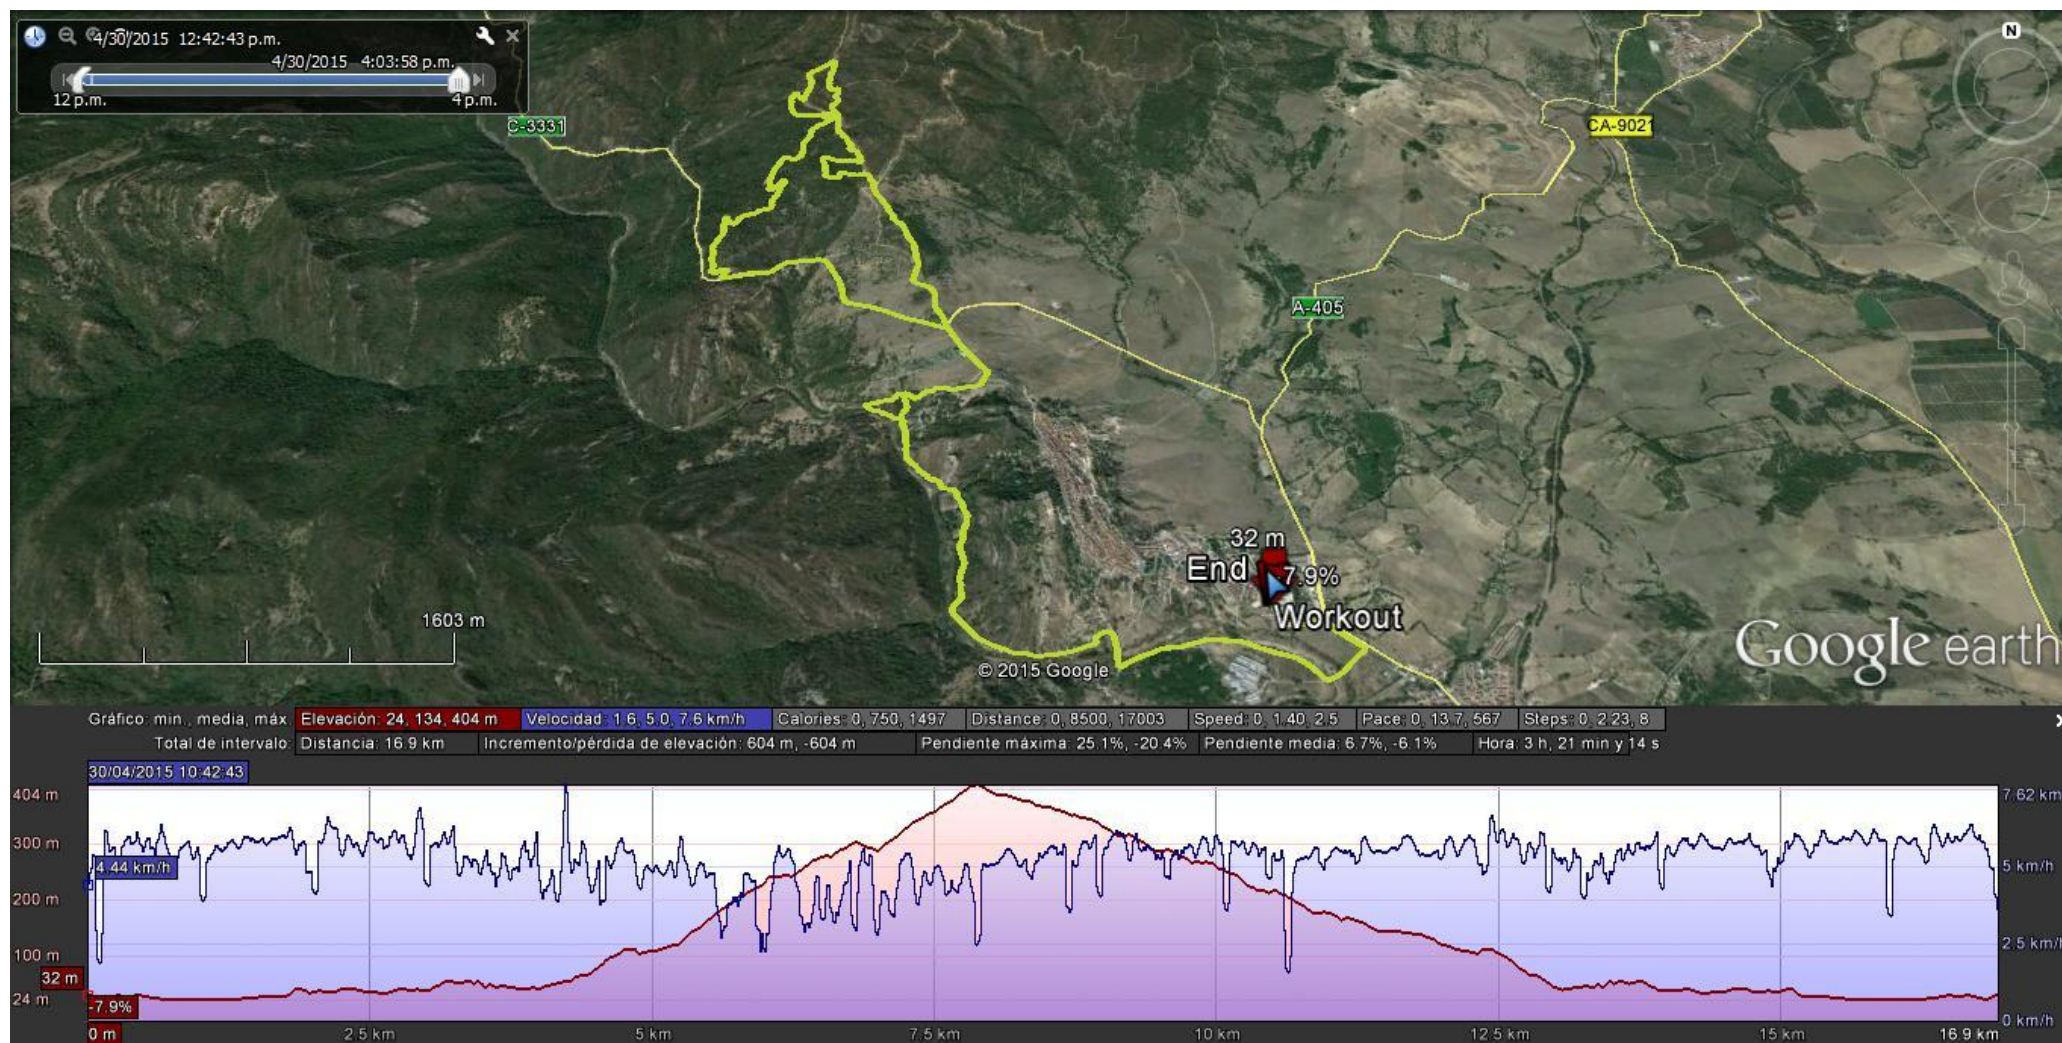 4/30/2015 12:42:43 p.m.
4/30/2015 4:03:58 p.m.
12 p.m.
4 p.m.
N
C-3331
CA-9021
A-405
32 m
End
-7.9%
Workout
1603 m
© 2015 Google
Google earth
Gráfico: min., media, máx. Elevación: 24, 134, 404 m Velocidad: 1.6, 5.0, 7.6 km/h Calories: 0, 750, 1497 Distance: 0, 8500, 17003 Speed: 0, 1.40, 2.5 Pace: 0, 13.7, 567 Steps: 0, 2.23, 8
Total de intervalo: Distancia: 16.9 km Incremento/pérdida de elevación: 604 m, -604 m Pendiente máxima: 25.1%, -20.4% Pendiente media: 6.7%, -6.1% Hora: 3 h, 21 min y 14 s
30/04/2015 10:42:43
404 m
7.62 km
300 m
4.44 km/h
5 km/h
200 m
100 m
2.5 km/h
32 m
24 m
-7.9%
0 km/h
0 m 2.5 km 5 km 7.5 km 10 km 12.5 km 15 km 16.9 km